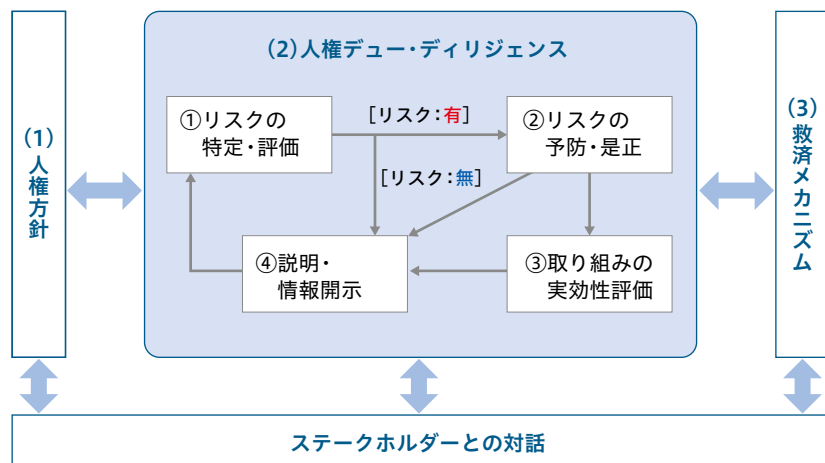 (1)人権方針
(2)人権デュー・ディリジェンス
①リスクの
特定・評価
[リスク:有]
②リスクの
予防・是正
[リスク:無]
④説明・
情報開示
③取り組みの
実効性評価
(3)救済メカニズム
ステークホルダーとの対話